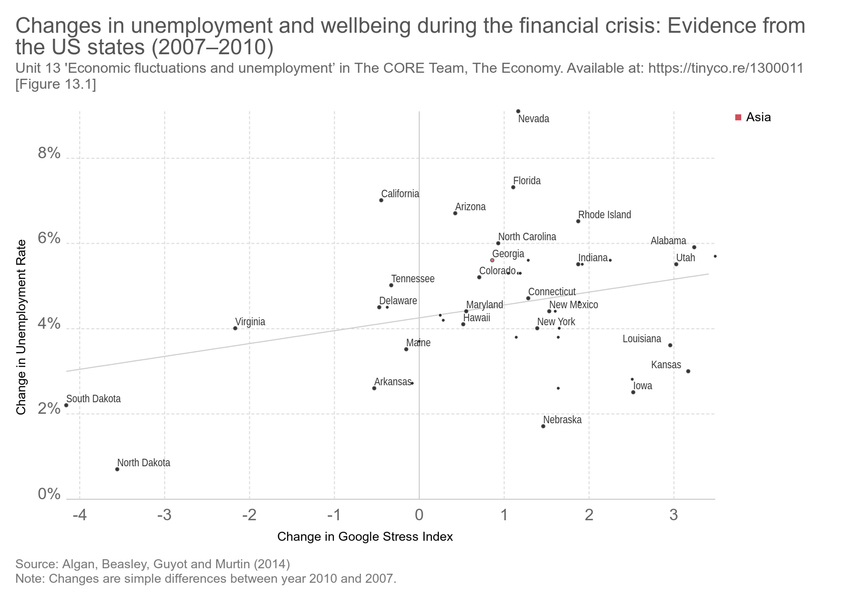 Changes in unemployment and wellbeing during the financial crisis: Evidence from
the US states (2007–2010)
Unit 13 'Economic fluctuations and unemployment’ in The CORE Team, The Economy. Available at: https://tinyco.re/1300011
[Figure 13.1]
Asia
Nevada
8%
Florida
California
Arizona
Rhode Island
North Carolina
Alabama
6%
Georgia
Indiana
Utah
Colorado
Tennessee
Connecticut
Delaware
Maryland
New Mexico
Hawaii
New York
Virginia
4%
Maine
Louisiana
Kansas
Arkansas
Iowa
South Dakota
2%
Nebraska
North Dakota
0%
Change in Unemployment Rate
-4 -3 -2 -1 0 1 2 3
Change in Google Stress Index
Source: Algan, Beasley, Guyot and Murtin (2014)
Note: Changes are simple differences between year 2010 and 2007.